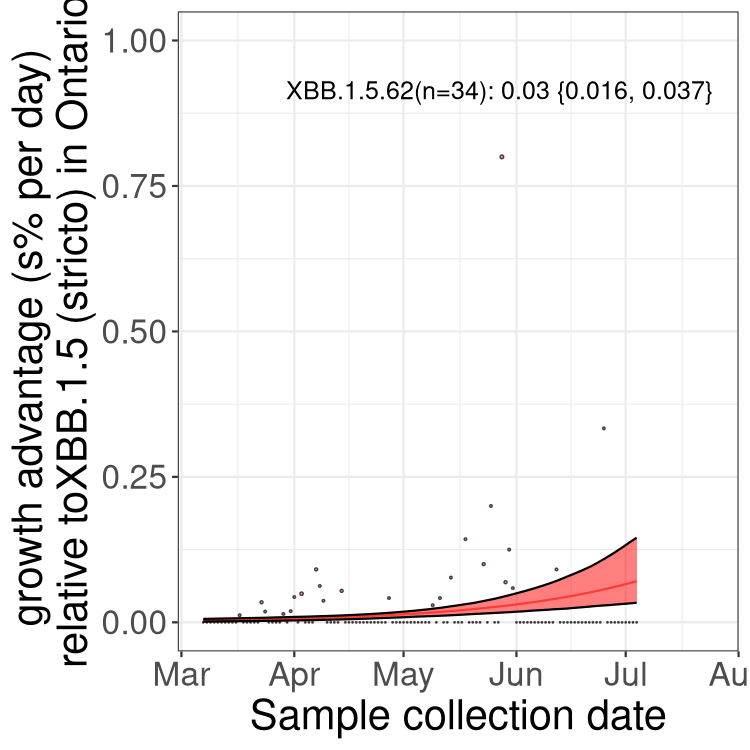 growth advantage (s% per day)
relative toXBB.1.5 (stricto) in Ontario
1.00
0.75
0.50
0.25
0.00
XBB.1.5.62(n=34): 0.03 {0.016, 0.037}
Mar Apr May Jun Jul Au
Sample collection date